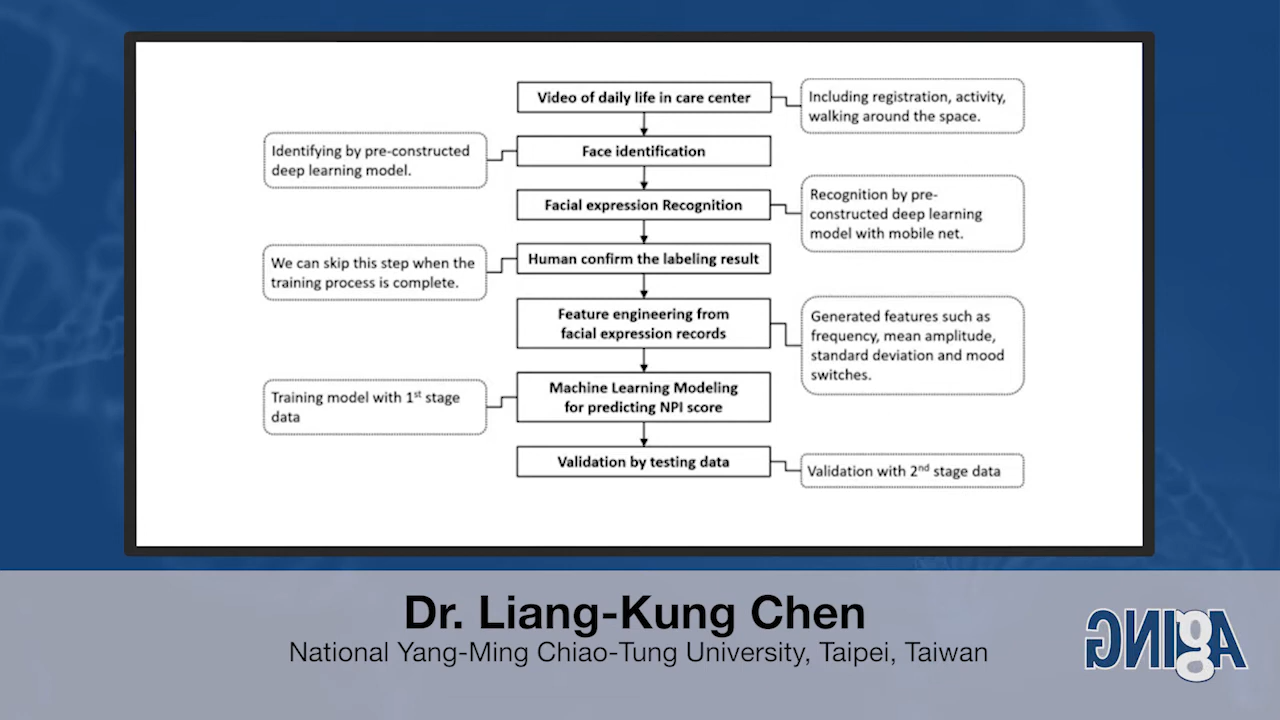 Video of daily life in care center
Including registration, activity,
walking around the space.
Identifying by pre-constructed
deep learning model.
Face identification
Facial expression Recognition
Recognition by pre-
constructed deep learning
model with mobile net.
We can skip this step when the
training process is complete.
Human confirm the labeling result
Feature engineering from
facial expression records
Generated features such as
frequency, mean amplitude,
standard deviation and mood
switches.
Training model with 1st stage
data
Machine Learning Modeling
for predicting NPI score
Validation by testing data
Validation with 2nd stage data
Dr. Liang-Kung Chen
National Yang-Ming Chiao-Tung University, Taipei, Taiwan
AgING